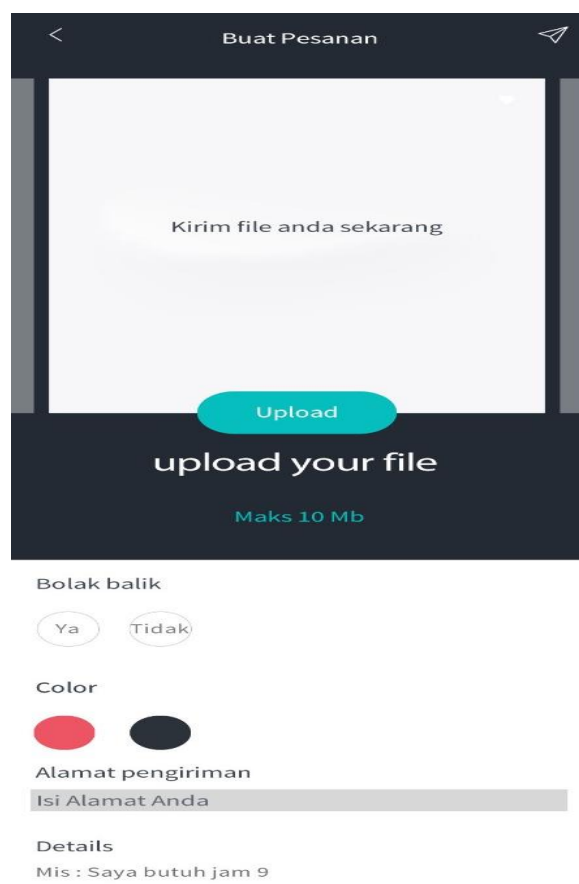 Buat Pesanan
Kirim file anda sekarang
Upload
upload your file
Maks 10 Mb
Bolak balik
Ya Tidak
Color
Alamat pengiriman
Isi Alamat Anda
Details
Mis : Saya butuh jam 9